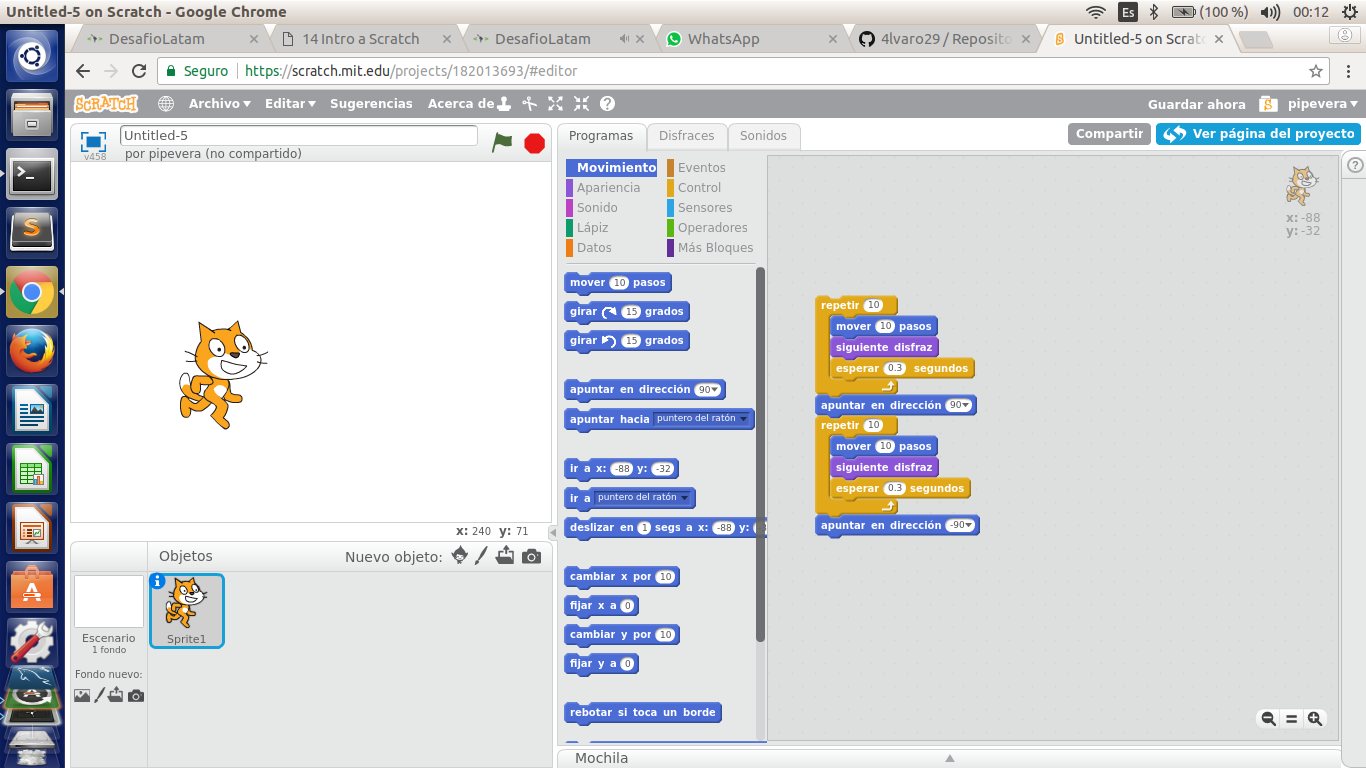 Untitled-5 on Scratch - Google Chrome
Es (100 %) 00:12
DesafioLatam 14 Intro a Scratch DesafioLatam WhatsApp 4lvaro29 / Reposito Untitled-5 on Scratc
Seguro https://scratch.mit.edu/projects/182013693/#editor
SCRATCH Archivo Editar Sugerencias Acerca de Guardar ahora pipevera
v458 Untitled-5
por pipevera (no compartido)
Programas Disfraces Sonidos Compartir Ver página del proyecto
Movimiento Eventos
Apariencia Control
Sonido Sensores
Lápiz Operadores
Datos Más Bloques
mover 10 pasos
girar 15 grados
girar 15 grados
apuntar en dirección 90
apuntar hacia puntero del ratón
ir a x: -88 y: -32
ir a puntero del ratón
deslizar en 1 segs a x: -88 y:
cambiar x por 10
fijar x a 0
cambiar y por 10
fijar y a 0
rebotar si toca un borde
x: -88
y: -32
repetir 10
mover 10 pasos
siguiente disfraz
esperar 0.3 segundos
apuntar en dirección 90
repetir 10
mover 10 pasos
siguiente disfraz
esperar 0.3 segundos
apuntar en dirección -90
x: 240 y: 71
Objetos Nuevo objeto:
Escenario
1 fondo
Sprite1
Fondo nuevo:
Mochila